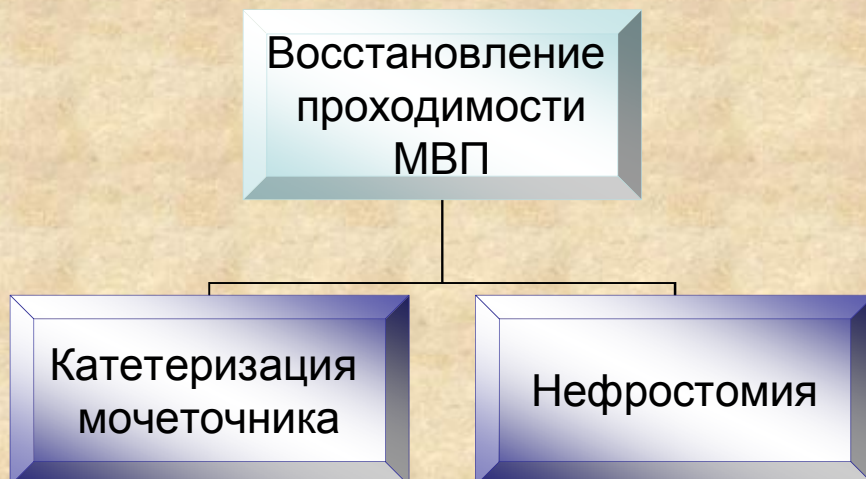 Восстановление
проходимости
МВП
Катетеризация
мочеточника
Нефростомия